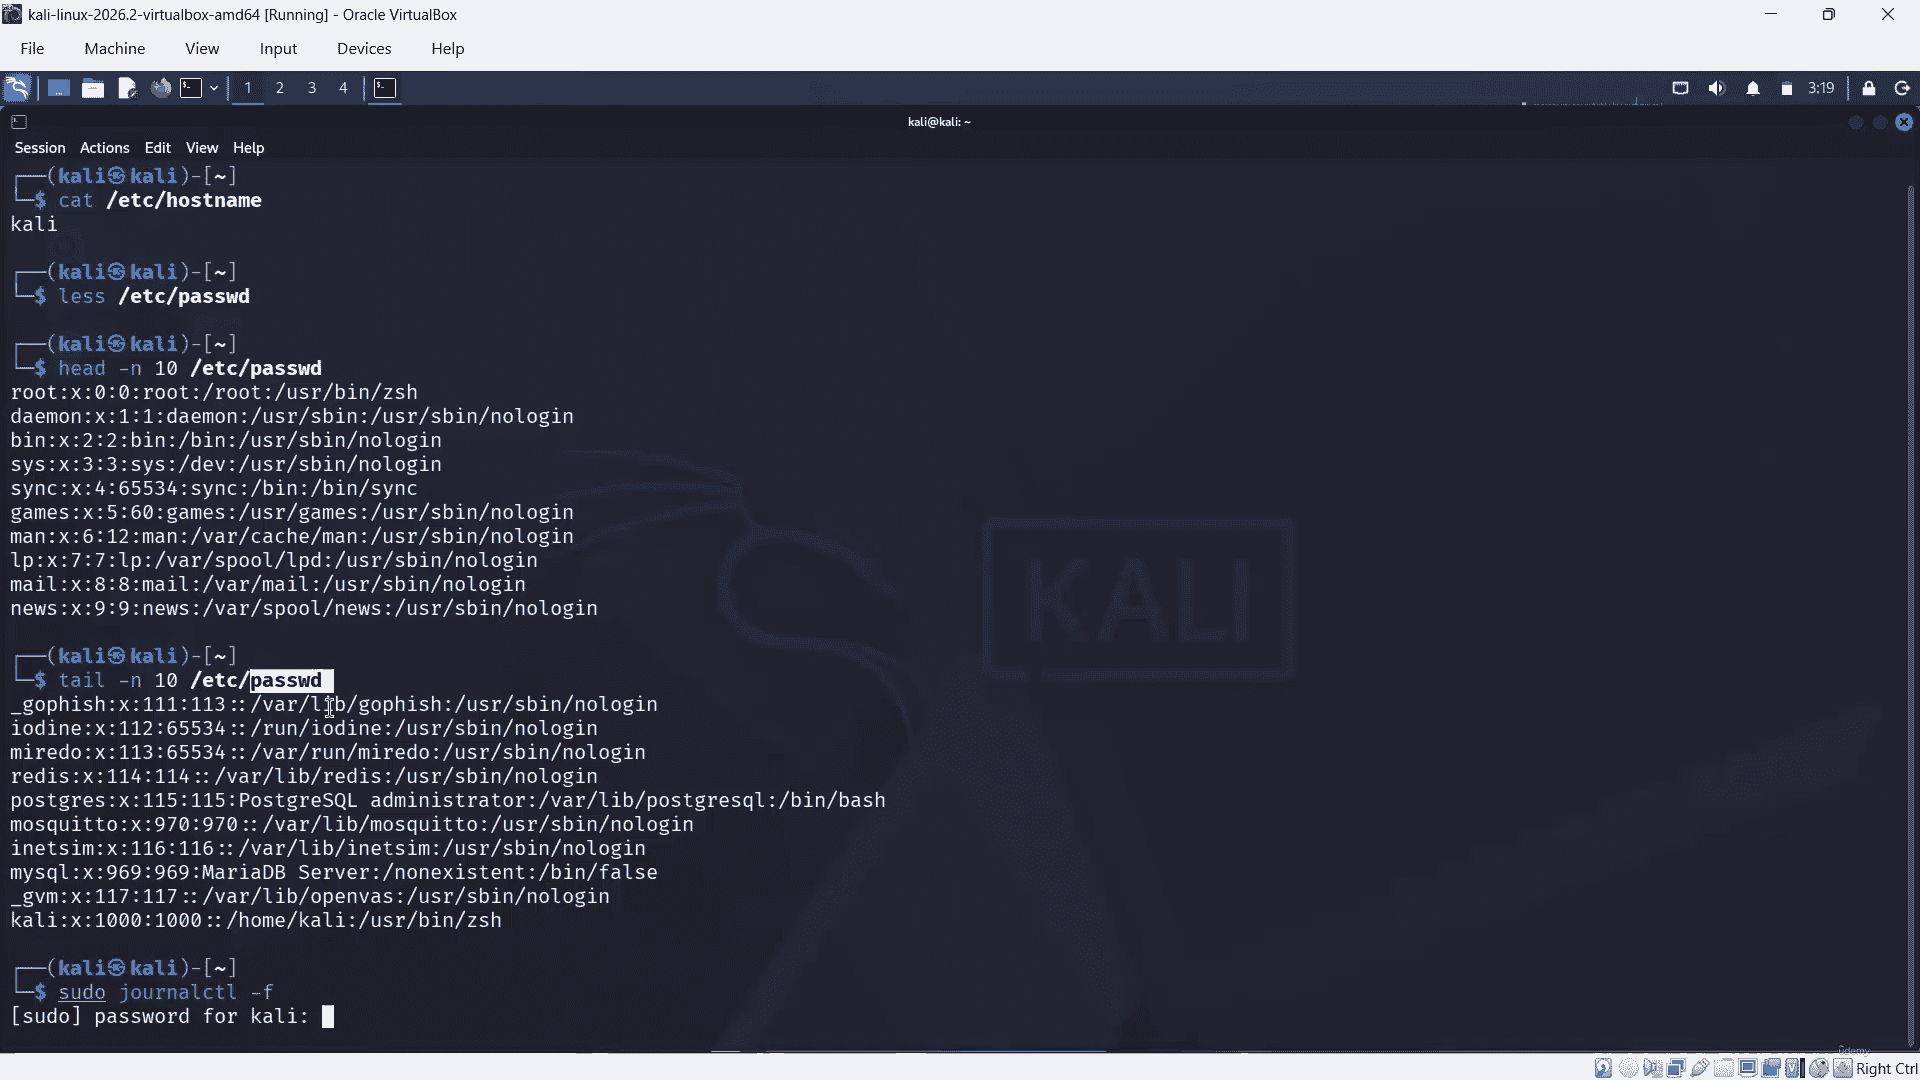 kali-linux-2026.2-virtualbox-amd64 [Running] - Oracle VirtualBox
File Machine View Input Devices Help
1 2 3 4 3:19
kali@kali: ~
Session Actions Edit View Help
┌──(kali㉿kali)-[~]
└─$ cat /etc/hostname
kali
┌──(kali㉿kali)-[~]
└─$ less /etc/passwd
┌──(kali㉿kali)-[~]
└─$ head -n 10 /etc/passwd
root:x:0:0:root:/root:/usr/bin/zsh
daemon:x:1:1:daemon:/usr/sbin:/usr/sbin/nologin
bin:x:2:2:bin:/bin:/usr/sbin/nologin
sys:x:3:3:sys:/dev:/usr/sbin/nologin
sync:x:4:65534:sync:/bin:/bin/sync
games:x:5:60:games:/usr/games:/usr/sbin/nologin
man:x:6:12:man:/var/cache/man:/usr/sbin/nologin
lp:x:7:7:lp:/var/spool/lpd:/usr/sbin/nologin
mail:x:8:8:mail:/var/mail:/usr/sbin/nologin
news:x:9:9:news:/var/spool/news:/usr/sbin/nologin
┌──(kali㉿kali)-[~]
└─$ tail -n 10 /etc/passwd
_gophish:x:111:113::/var/lib/gophish:/usr/sbin/nologin
iodine:x:112:65534::/run/iodine:/usr/sbin/nologin
miredo:x:113:65534::/var/run/miredo:/usr/sbin/nologin
redis:x:114:114::/var/lib/redis:/usr/sbin/nologin
postgres:x:115:115:PostgreSQL administrator:/var/lib/postgresql:/bin/bash
mosquitto:x:970:970::/var/lib/mosquitto:/usr/sbin/nologin
inetsim:x:116:116::/var/lib/inetsim:/usr/sbin/nologin
mysql:x:969:969:MariaDB Server:/nonexistent:/bin/false
_gvm:x:117:117::/var/lib/openvas:/usr/sbin/nologin
kali:x:1000:1000::/home/kali:/usr/bin/zsh
┌──(kali㉿kali)-[~]
└─$ sudo journalctl -f
[sudo] password for kali:
KALI
udemy
Right Ctrl